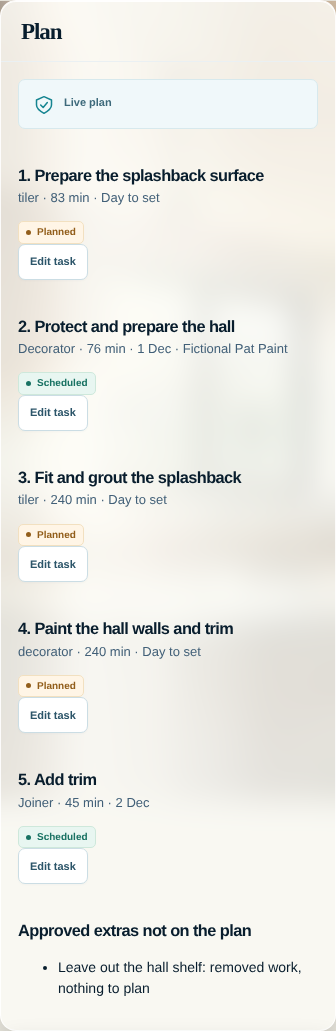 Plan
Live plan
1. Prepare the splashback surface
tiler · 83 min · Day to set
Planned
Edit task
2. Protect and prepare the hall
Decorator · 76 min · 1 Dec · Fictional Pat Paint
Scheduled
Edit task
3. Fit and grout the splashback
tiler · 240 min · Day to set
Planned
Edit task
4. Paint the hall walls and trim
decorator · 240 min · Day to set
Planned
Edit task
5. Add trim
Joiner · 45 min · 2 Dec
Scheduled
Edit task
Approved extras not on the plan
• Leave out the hall shelf: removed work,
nothing to plan